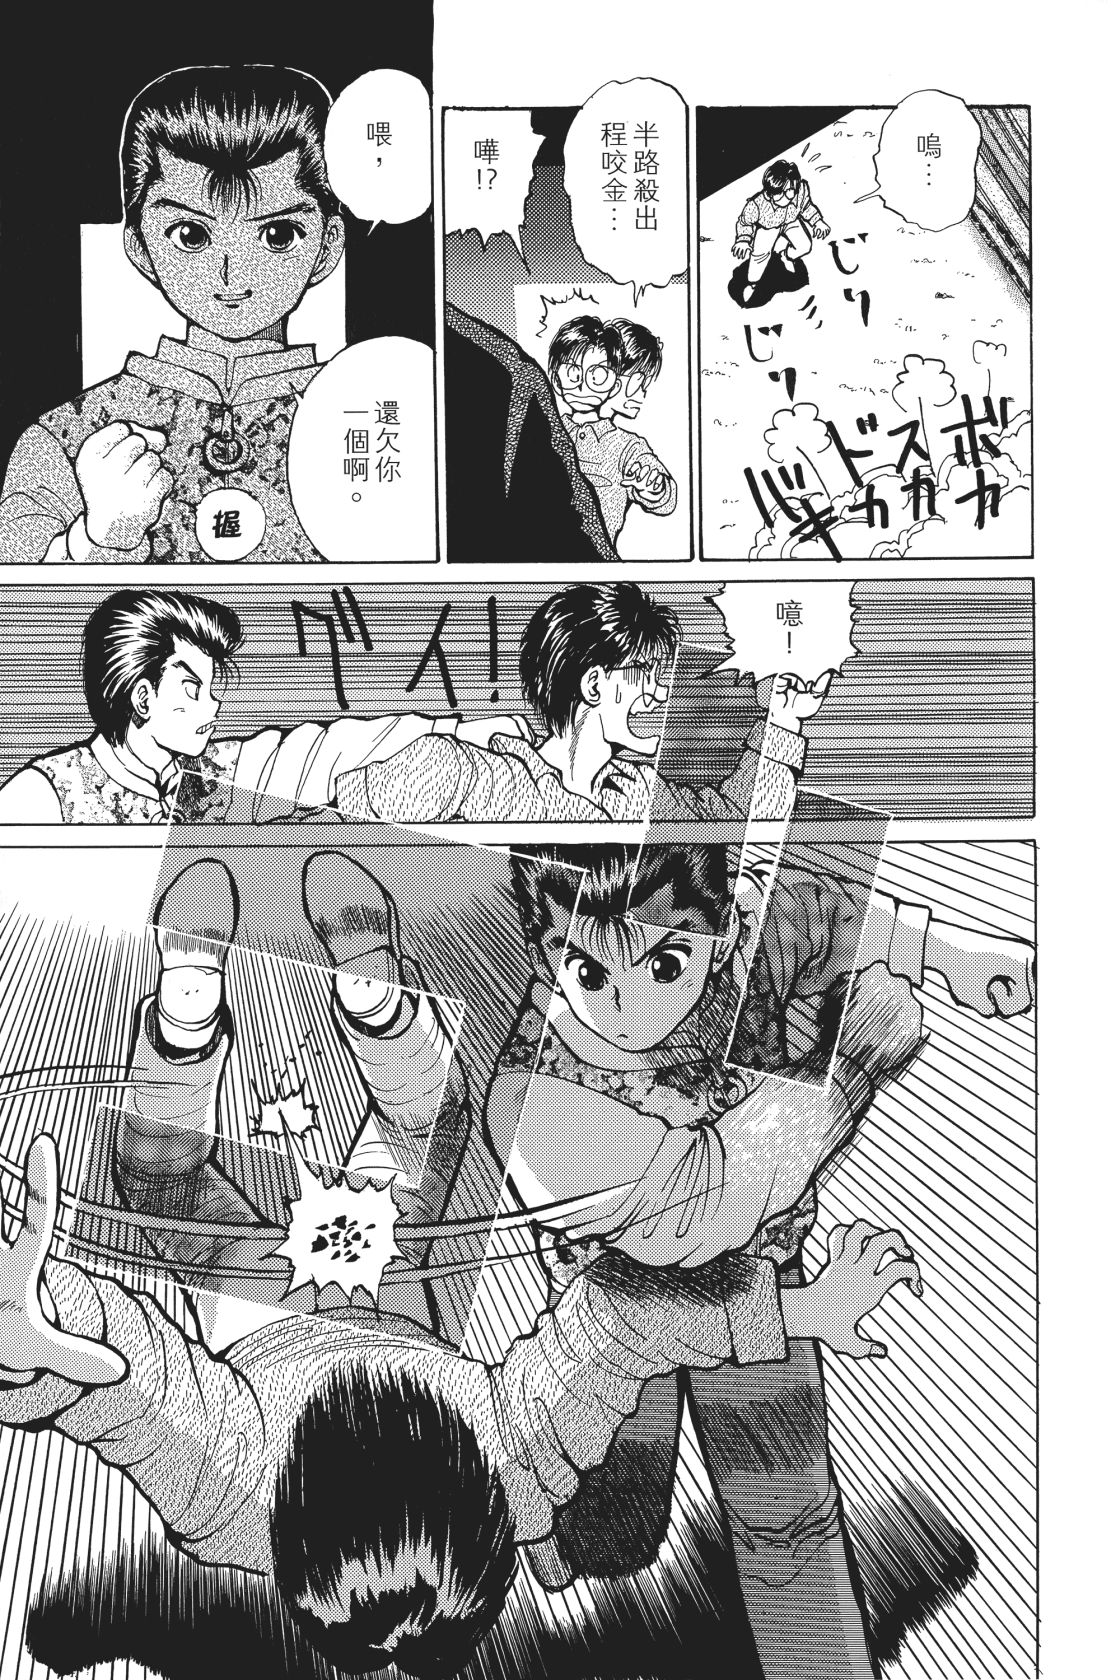 嗚…
じり
じり
ボカ
スカ
ドカ
バキ
半路殺出
程咬金…
嘩!?
喂，
還欠你
一個啊。
握
噫！
グイ！